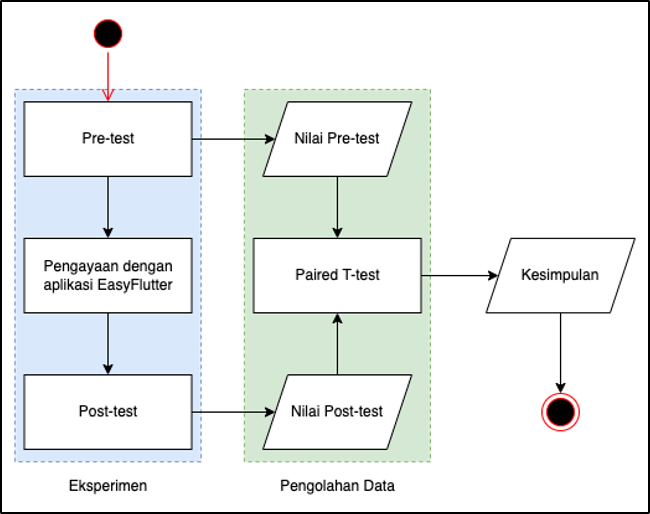 Pre-test
Nilai Pre-test
Pengayaan dengan
aplikasi EasyFlutter
Paired T-test
Kesimpulan
Post-test
Nilai Post-test
Eksperimen
Pengolahan Data